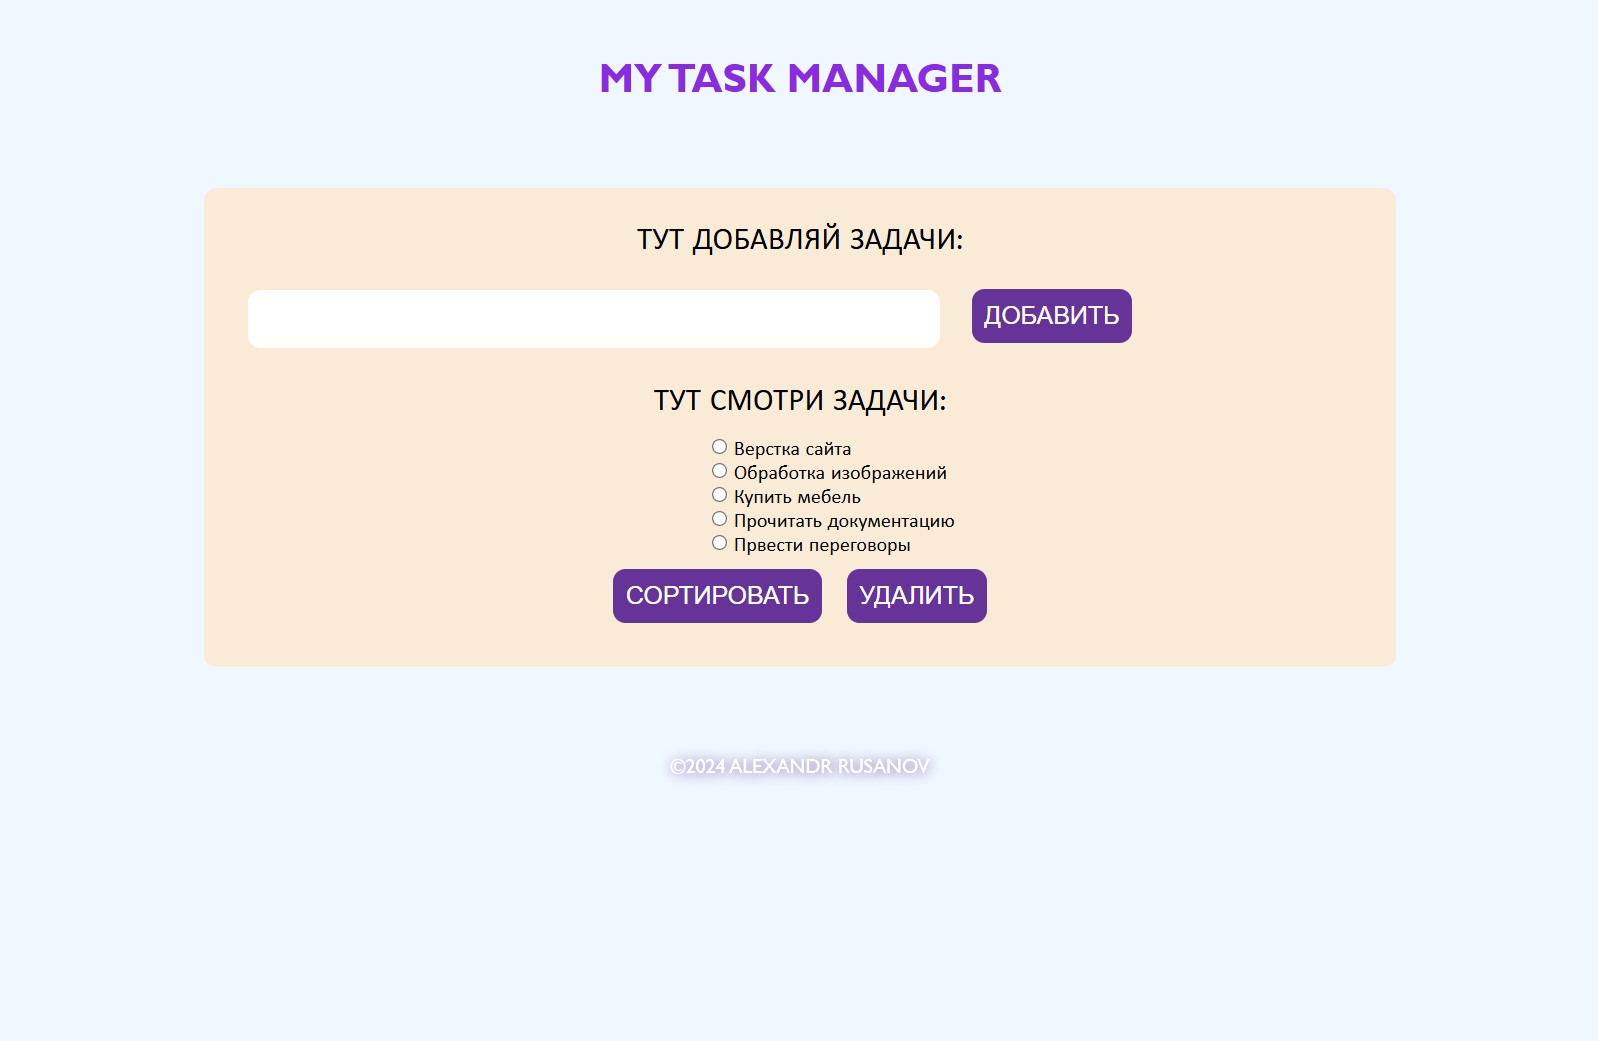 MY TASK MANAGER
ТУТ ДОБАВЛЯЙ ЗАДАЧИ:
ДОБАВИТЬ
ТУТ СМОТРИ ЗАДАЧИ:
Верстка сайта
Обработка изображений
Купить мебель
Прочитать документацию
Првести переговоры
СОРТИРОВАТЬ УДАЛИТЬ
©2024 ALEXANDR RUSANOV